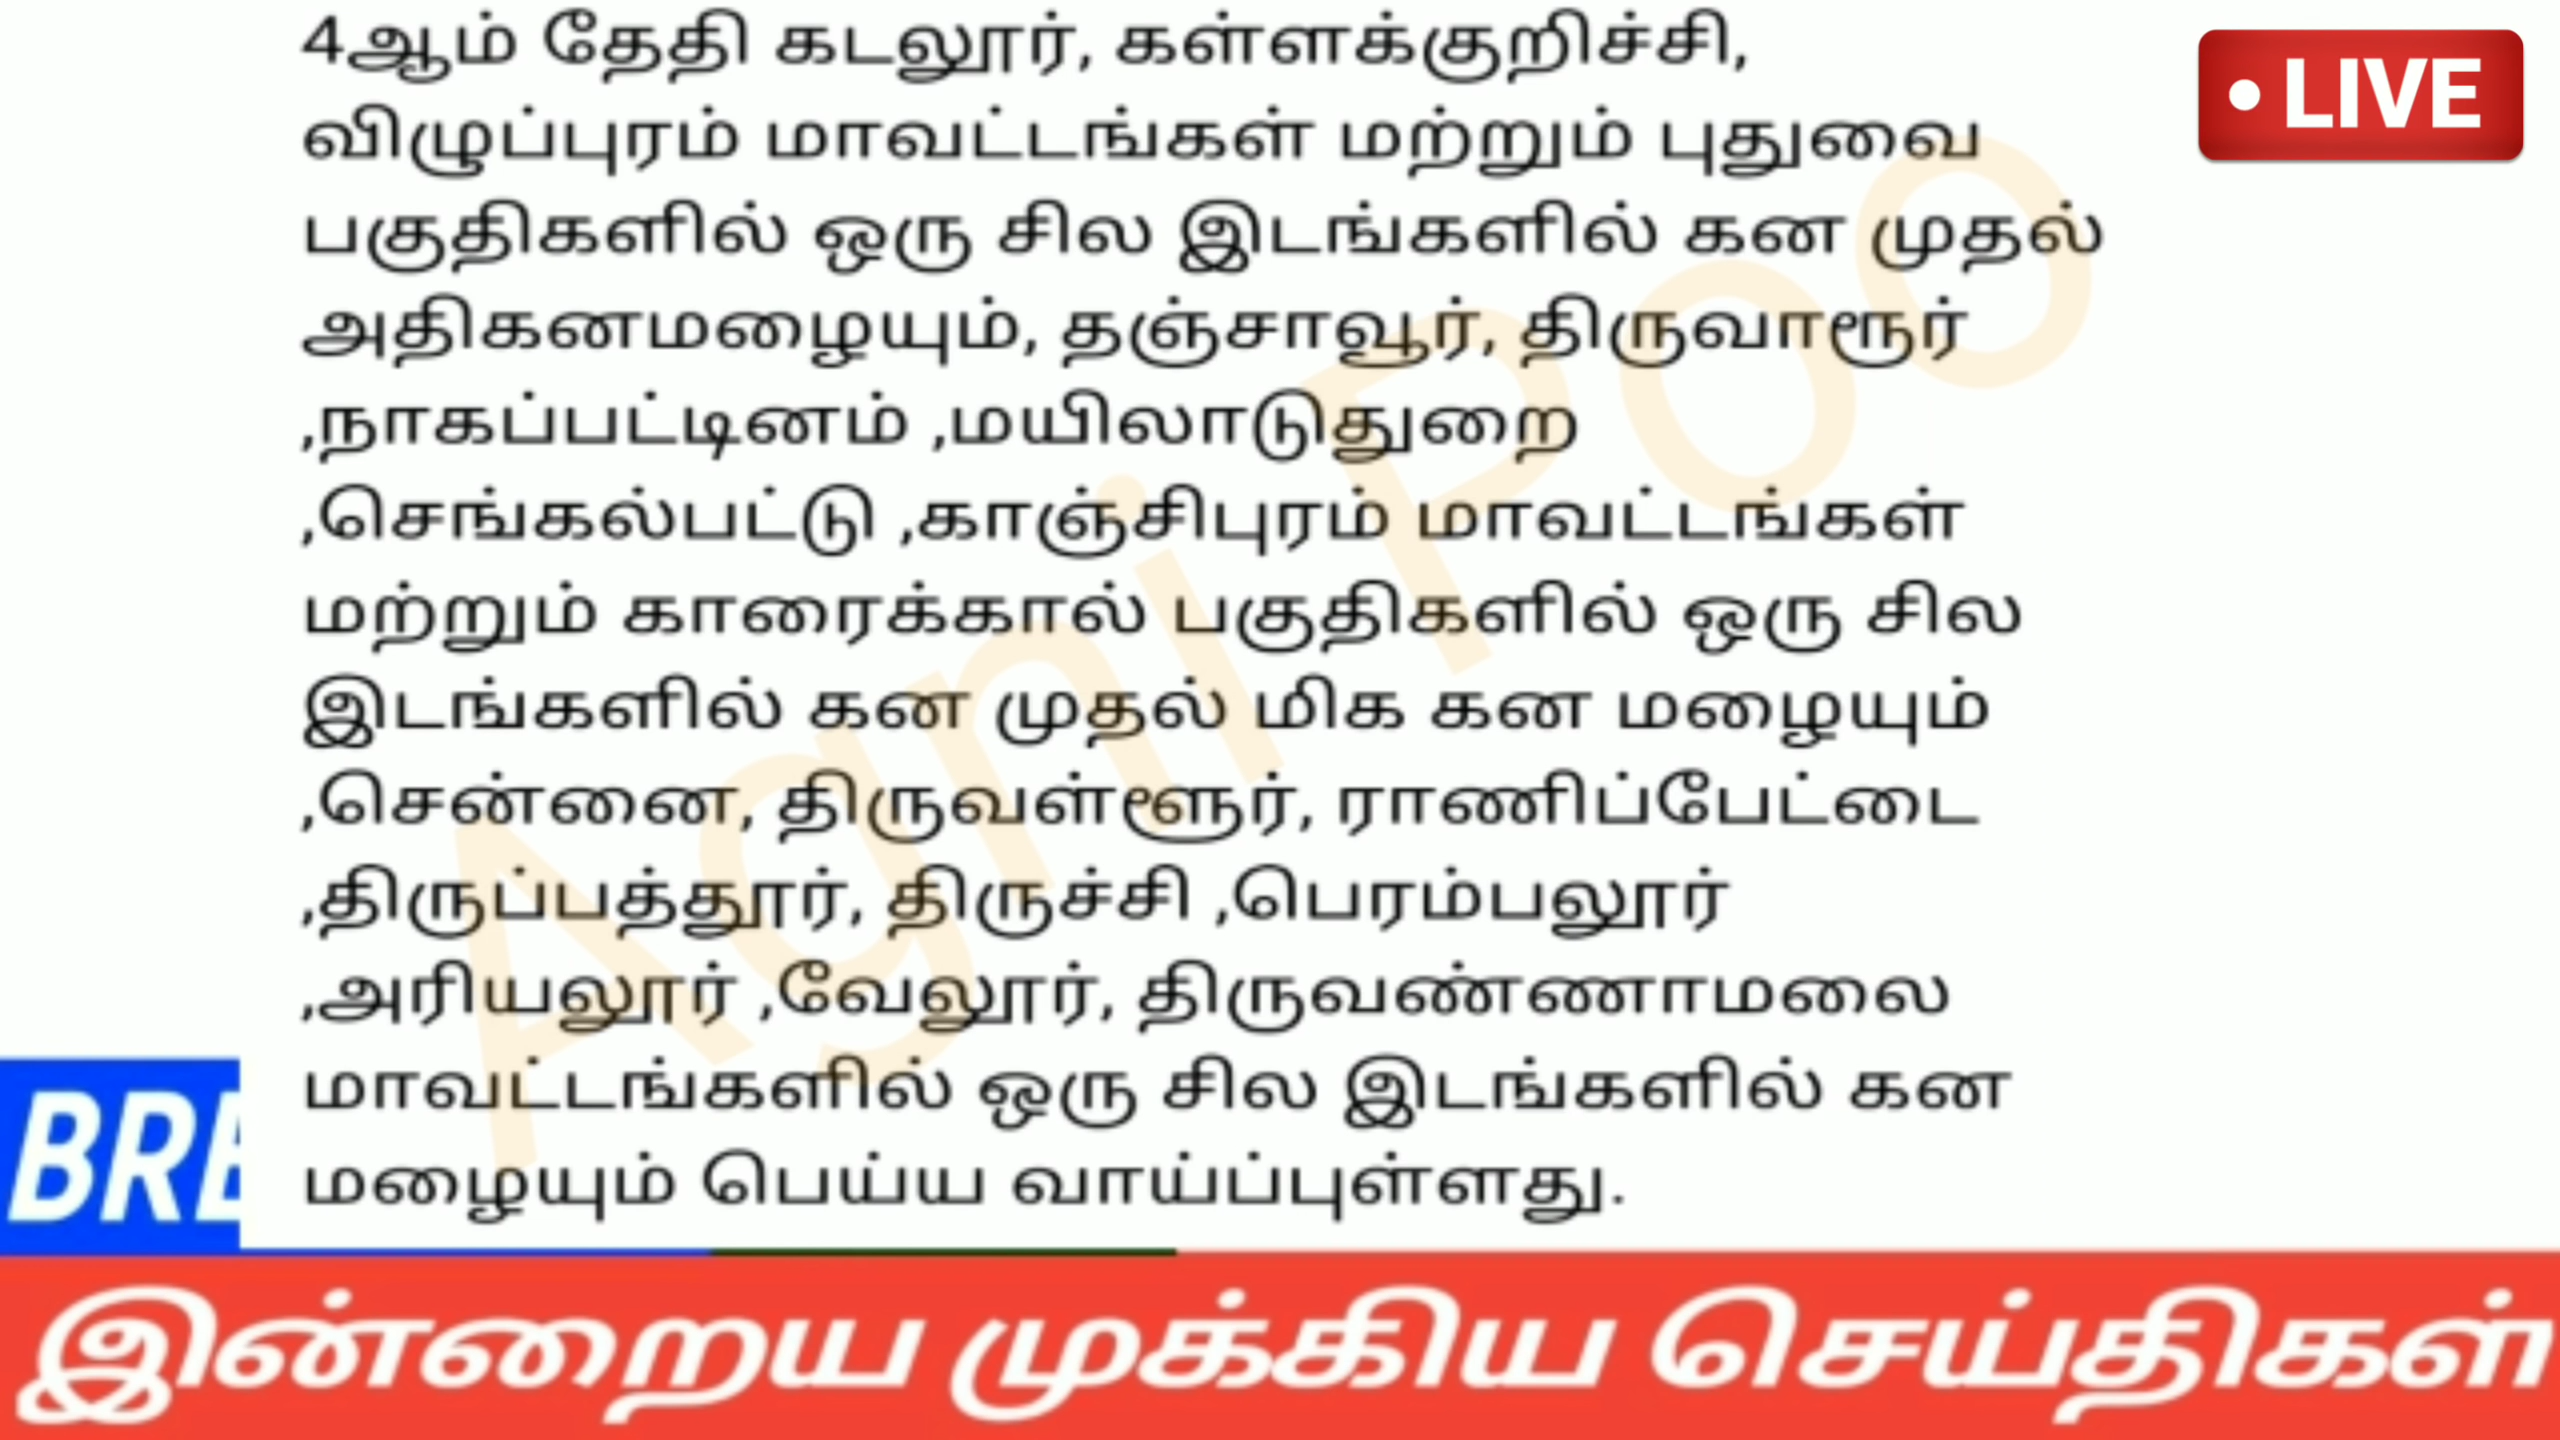 4ஆம் தேதி கடலூர், கள்ளக்குறிச்சி,
விழுப்புரம் மாவட்டங்கள் மற்றும் புதுவை
பகுதிகளில் ஒரு சில இடங்களில் கன முதல்
அதிகனமழையும், தஞ்சாவூர், திருவாரூர்
,நாகப்பட்டினம் ,மயிலாடுதுறை
,செங்கல்பட்டு ,காஞ்சிபுரம் மாவட்டங்கள்
மற்றும் காரைக்கால் பகுதிகளில் ஒரு சில
இடங்களில் கன முதல் மிக கன மழையும்
,சென்னை, திருவள்ளூர், ராணிப்பேட்டை
,திருப்பத்தூர், திருச்சி ,பெரம்பலூர்
,அரியலூர் ,வேலூர், திருவண்ணாமலை
மாவட்டங்களில் ஒரு சில இடங்களில் கன
மழையும் பெய்ய வாய்ப்புள்ளது.
• LIVE
Agni Poo
BRE
இன்றைய முக்கிய செய்திகள்